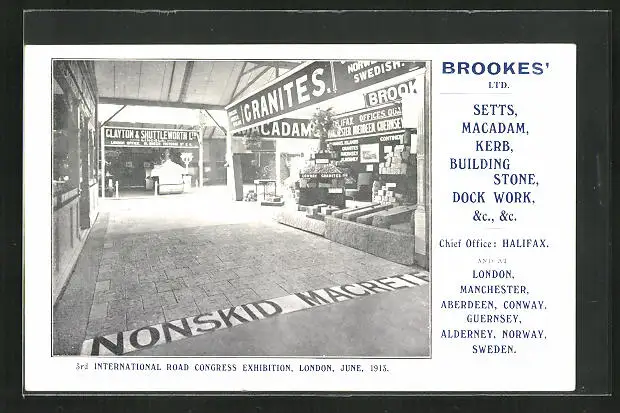 BROOKES'
LTD.
SETTS,
MACADAM,
KERB,
BUILDING
STONE,
DOCK WORK,
&c., &c.
Chief Office: HALIFAX.
AND AT
LONDON,
MANCHESTER,
ABERDEEN, CONWAY,
GUERNSEY,
ALDERNEY, NORWAY,
SWEDEN.
CLAYTON & SHUTTLEWORTH LTD
GRANITES.
MACADAM
SWEDISH.
BROOK
NONSKID MACRETE
3rd INTERNATIONAL ROAD CONGRESS EXHIBITION, LONDON, JUNE, 1913.